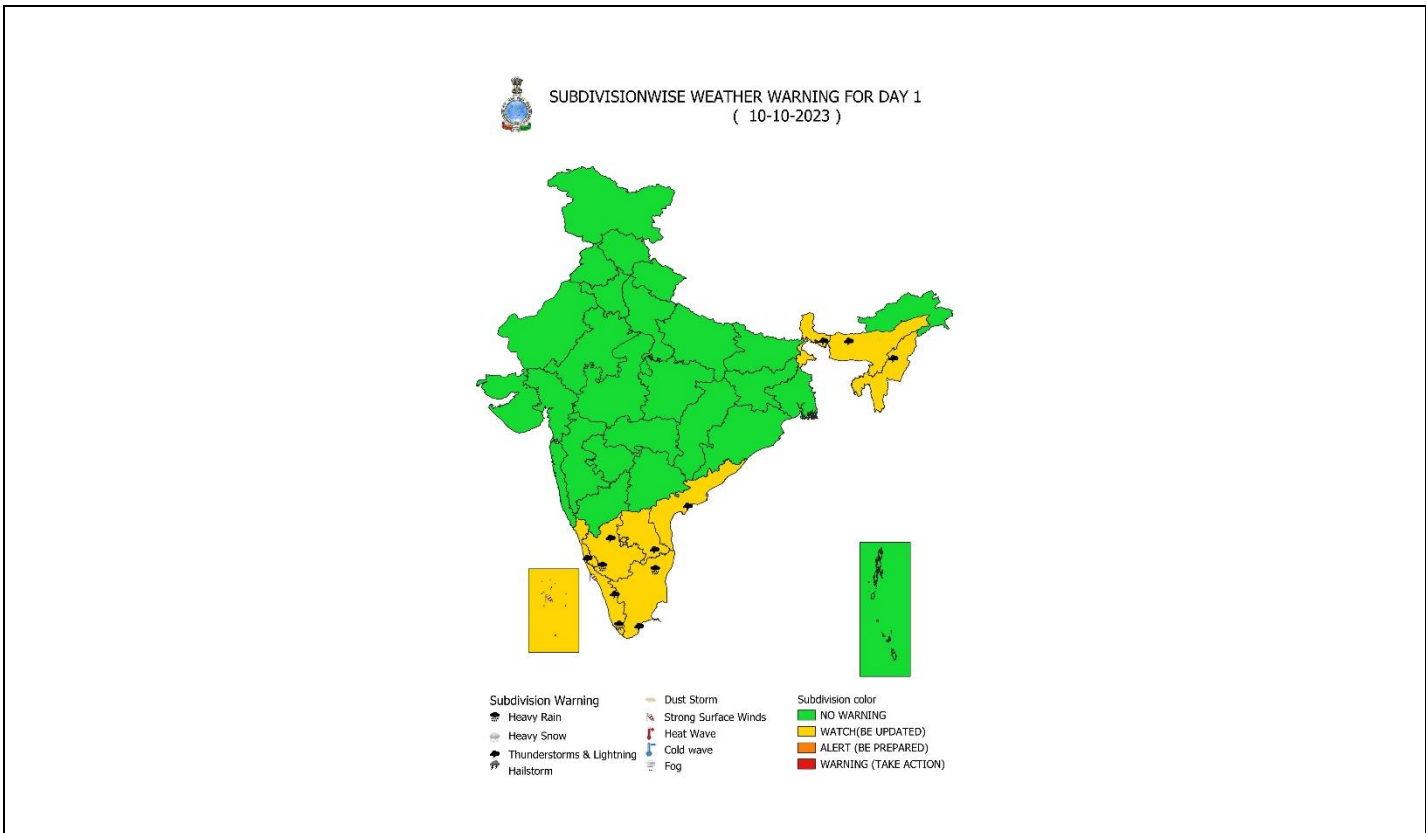 SUBDIVISIONWISE WEATHER WARNING FOR DAY 1
( 10-10-2023 )
Subdivision Warning
Heavy Rain
Heavy Snow
Thunderstorms & Lightning
Hailstorm
Dust Storm
Strong Surface Winds
Heat Wave
Cold wave
Fog
Subdivision color
NO WARNING
WATCH(BE UPDATED)
ALERT (BE PREPARED)
WARNING (TAKE ACTION)